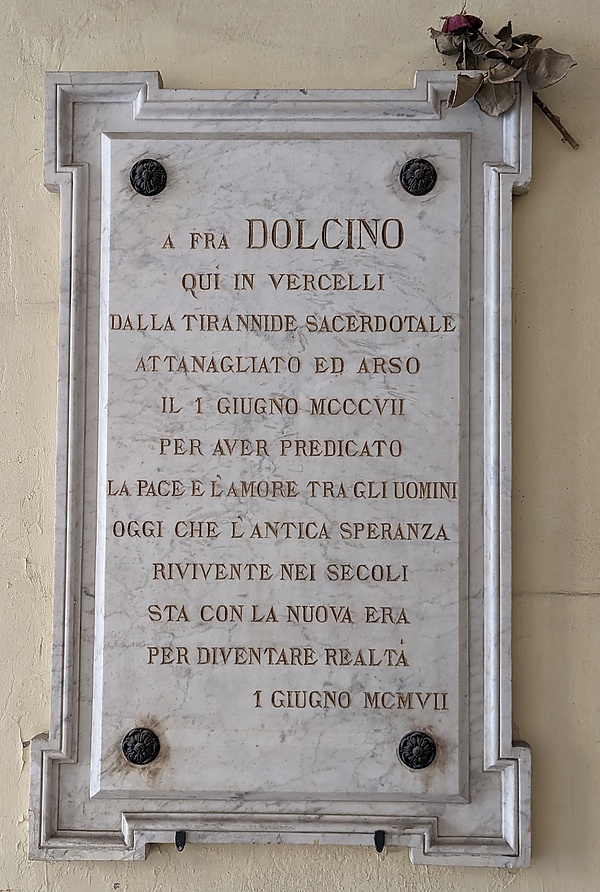 A FRA DOLCINO
QUÍ IN VERCELLI
DALLA TIRANNIDE SACERDOTALE
ATTANAGLIATO ED ARSO
IL 1 GIUGNO MCCCVII
PER AVER PREDICATO
LA PACE E L'AMORE TRA GLI UOMINI
OGGI CHE L'ANTICA SPERANZA
RIVIVENTE NEI SECOLI
STA CON LA NUOVA ERA
PER DIVENTARE REALTÁ
1 GIUGNO MCMVII